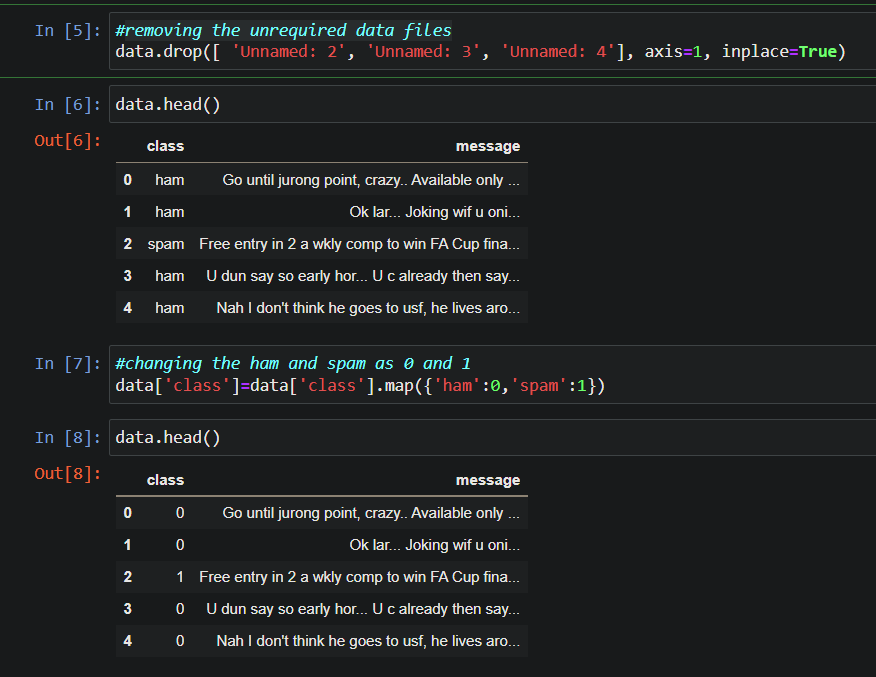 In [5]: #removing the unrequired data files
data.drop([ 'Unnamed: 2', 'Unnamed: 3', 'Unnamed: 4'], axis=1, inplace=True)
In [6]: data.head()
Out[6]:
class message
0 ham Go until jurong point, crazy.. Available only ...
1 ham Ok lar... Joking wif u oni...
2 spam Free entry in 2 a wkly comp to win FA Cup fina...
3 ham U dun say so early hor... U c already then say...
4 ham Nah I don't think he goes to usf, he lives aro...
In [7]: #changing the ham and spam as 0 and 1
data['class']=data['class'].map({'ham':0,'spam':1})
In [8]: data.head()
Out[8]:
class message
0 0 Go until jurong point, crazy.. Available only ...
1 0 Ok lar... Joking wif u oni...
2 1 Free entry in 2 a wkly comp to win FA Cup fina...
3 0 U dun say so early hor... U c already then say...
4 0 Nah I don't think he goes to usf, he lives aro...